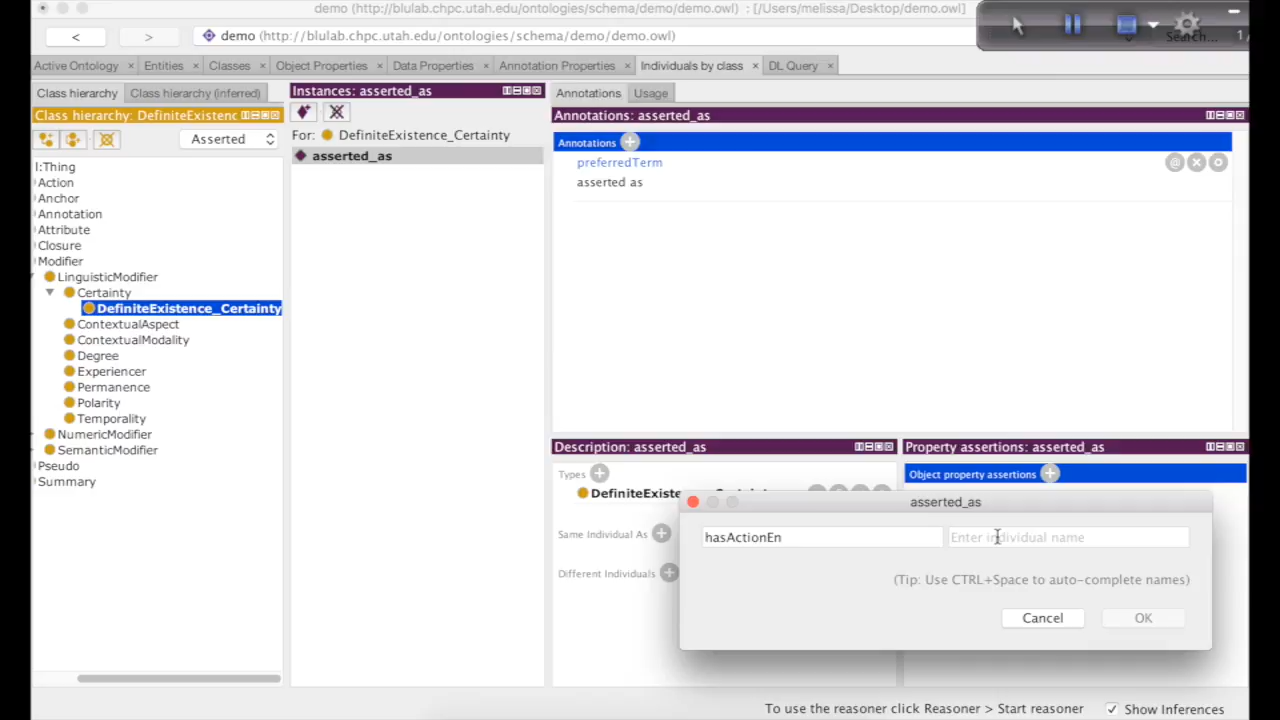 demo (http://blulab.chpc.utah.edu/ontologies/schema/demo/demo.owl) : [/Users/melissa/Desktop/demo.owl]
< > demo (http://blulab.chpc.utah.edu/ontologies/schema/demo/demo.owl) Search...
Active Ontology × Entities × Classes × Object Properties × Data Properties × Annotation Properties × Individuals by class × DL Query ×
Class hierarchy Class hierarchy (inferred)
Class hierarchy: DefiniteExistenc
Asserted
l:Thing
Action
Anchor
Annotation
Attribute
Closure
Modifier
LinguisticModifier
Certainty
DefiniteExistence_Certainty
ContextualAspect
ContextualModality
Degree
Experiencer
Permanence
Polarity
Temporality
NumericModifier
SemanticModifier
Pseudo
Summary
Instances: asserted_as
For: DefiniteExistence_Certainty
asserted_as
Annotations Usage
Annotations: asserted_as
Annotations
preferredTerm
asserted as
Description: asserted_as
Types
DefiniteExiste
Same Individual As
Different Individuals
Property assertions: asserted_as
Object property assertions
asserted_as
hasActionEn Enter individual name
(Tip: Use CTRL+Space to auto-complete names)
Cancel OK
To use the reasoner click Reasoner > Start reasoner Show Inferences